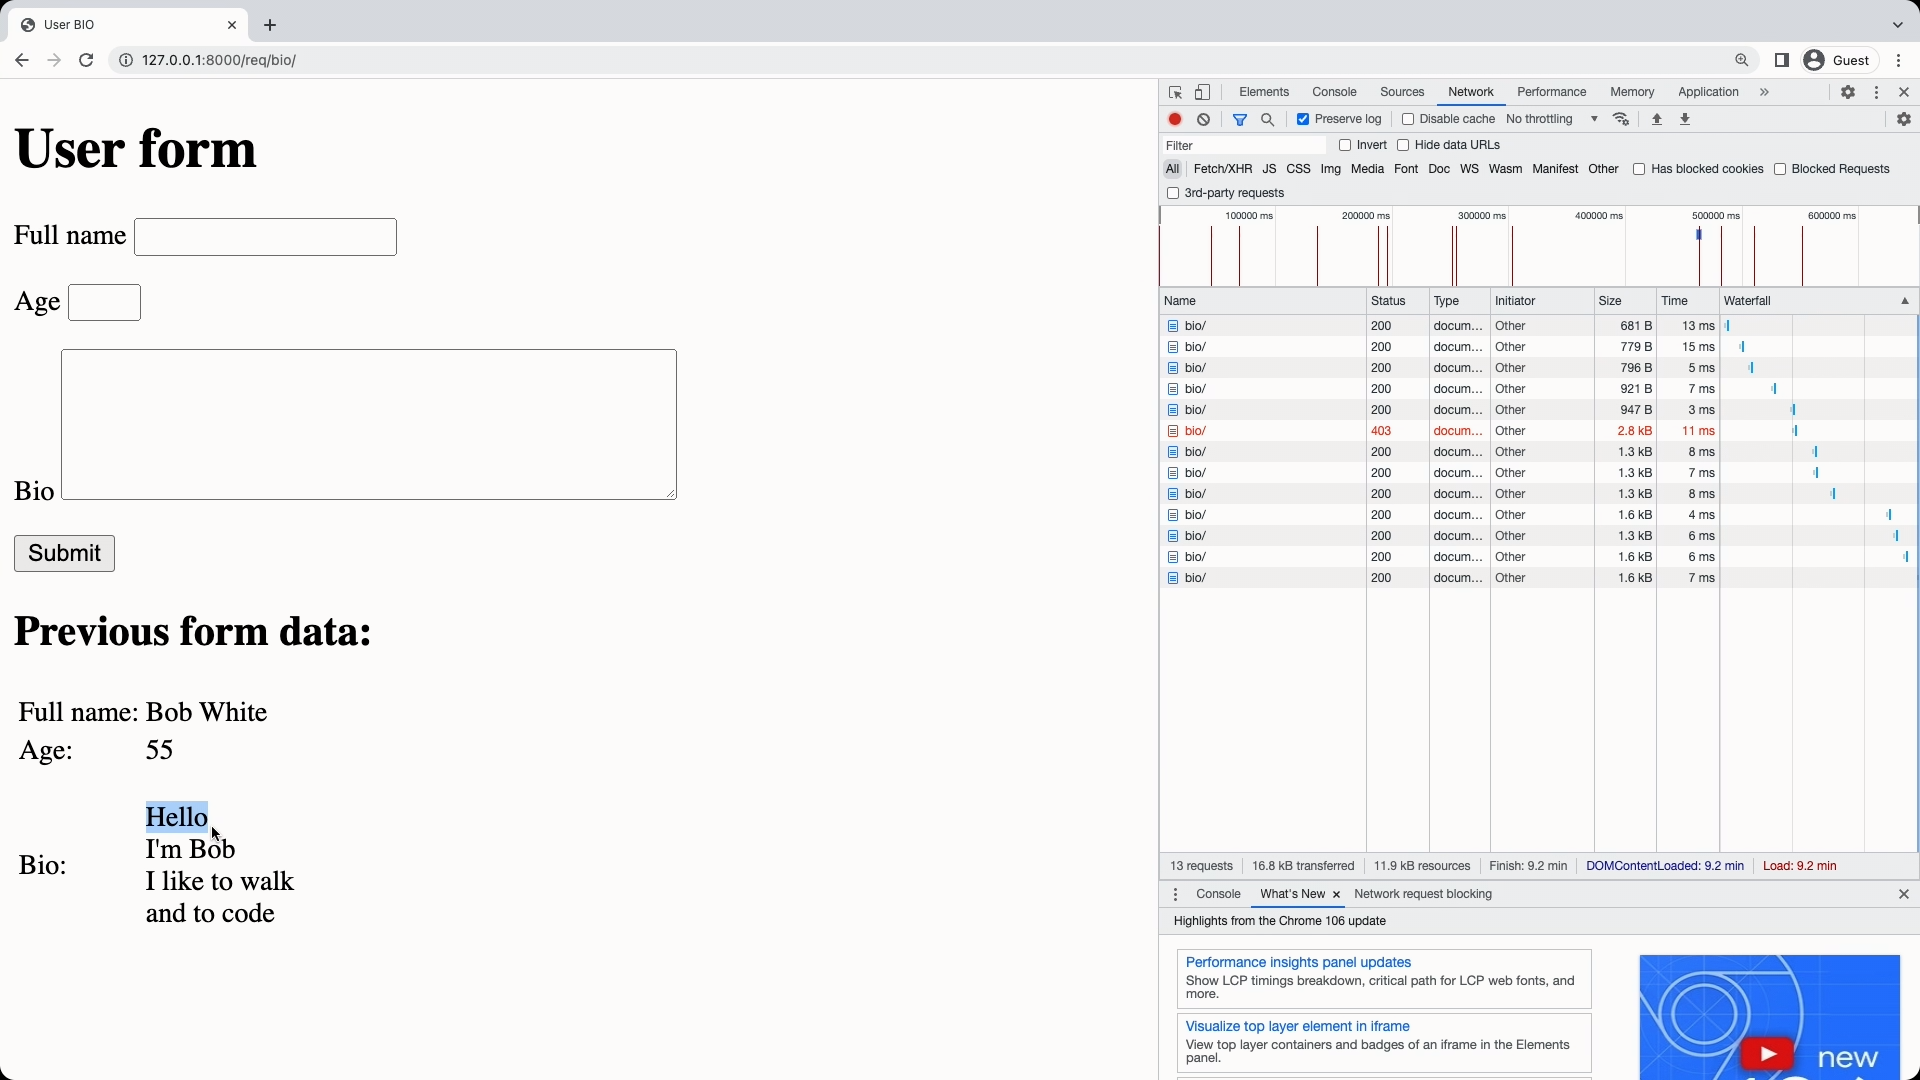 User BIO
127.0.0.1:8000/req/bio/
Guest
User form
Full name
Age
Bio
Submit
Previous form data:
Full name: Bob White
Age: 55
Bio:
Hello
I'm Bob
I like to walk
and to code
Elements Console Sources Network Performance Memory Application
Preserve log Disable cache No throttling
Filter Invert Hide data URLs
All Fetch/XHR JS CSS Img Media Font Doc WS Wasm Manifest Other Has blocked cookies Blocked Requests
3rd-party requests
100000 ms 200000 ms 300000 ms 400000 ms 500000 ms 600000 ms
Name Status Type Initiator Size Time Waterfall
bio/ 200 docum... Other 681 B 13 ms
bio/ 200 docum... Other 779 B 15 ms
bio/ 200 docum... Other 796 B 5 ms
bio/ 200 docum... Other 921 B 7 ms
bio/ 200 docum... Other 947 B 3 ms
bio/ 403 docum... Other 2.8 kB 11 ms
bio/ 200 docum... Other 1.3 kB 8 ms
bio/ 200 docum... Other 1.3 kB 7 ms
bio/ 200 docum... Other 1.3 kB 8 ms
bio/ 200 docum... Other 1.6 kB 4 ms
bio/ 200 docum... Other 1.3 kB 6 ms
bio/ 200 docum... Other 1.6 kB 6 ms
bio/ 200 docum... Other 1.6 kB 7 ms
13 requests 16.8 kB transferred 11.9 kB resources Finish: 9.2 min DOMContentLoaded: 9.2 min Load: 9.2 min
Console What's New Network request blocking
Highlights from the Chrome 106 update
Performance insights panel updates
Show LCP timings breakdown, critical path for LCP web fonts, and
more.
Visualize top layer element in iframe
View top layer containers and badges of an iframe in the Elements
panel.
new